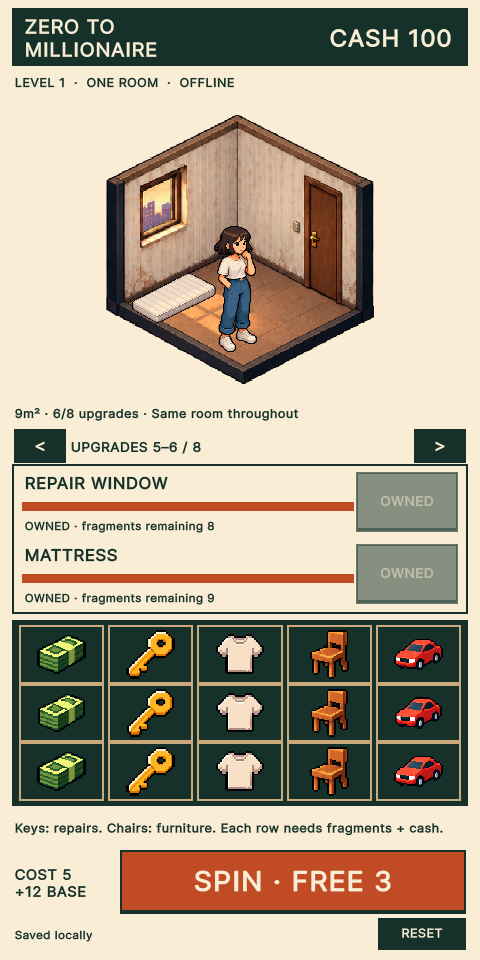 ZERO TO
MILLIONAIRE
CASH 100
LEVEL 1 · ONE ROOM · OFFLINE
9m² · 6/8 upgrades · Same room throughout
< UPGRADES 5–6 / 8 >
REPAIR WINDOW
OWNED
OWNED · fragments remaining 8
MATTRESS
OWNED
OWNED · fragments remaining 9
Keys: repairs. Chairs: furniture. Each row needs fragments + cash.
COST 5
+12 BASE
SPIN · FREE 3
Saved locally
RESET